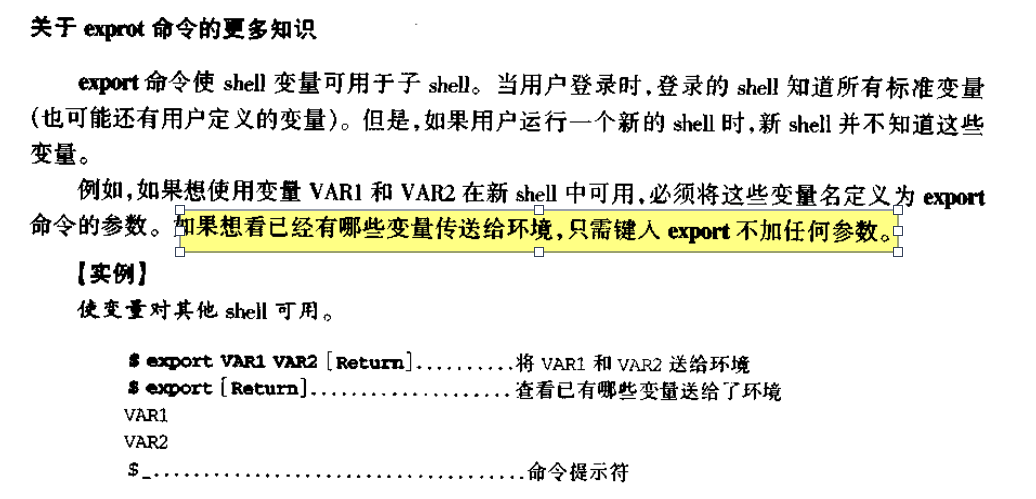 关于 exprot 命令的更多知识
export 命令使 shell 变量可用于子 shell。当用户登录时,登录的 shell 知道所有标准变量
(也可能还有用户定义的变量)。但是,如果用户运行一个新的 shell 时,新 shell 并不知道这些
变量。
例如,如果想使用变量 VAR1 和 VAR2 在新 shell 中可用,必须将这些变量名定义为 export
命令的参数。如果想看已经有哪些变量传送给环境,只需键入 export 不加任何参数。
【实例】
使变量对其他 shell 可用。
$ export VAR1 VAR2 [Return]..........将 VAR1 和 VAR2 送给环境
$ export [Return]....................查看已有哪些变量送给了环境
VAR1
VAR2
$_.....................................命令提示符